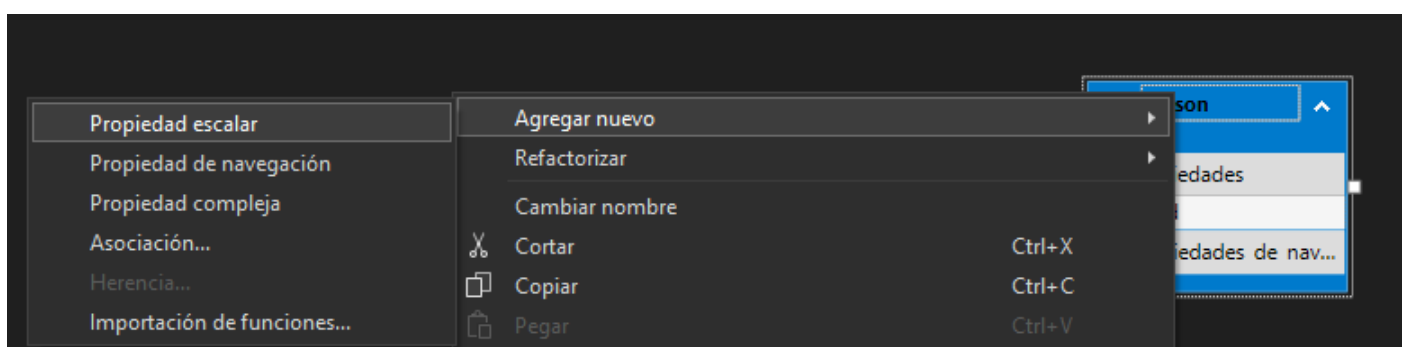 Propiedad escalar
Propiedad de navegación
Propiedad compleja
Asociación...
Herencia...
Importación de funciones...
Agregar nuevo
Refactorizar
Cambiar nombre
Cortar Ctrl+X
Copiar Ctrl+C
Pegar Ctrl+V
son
iedades
iedades de nav...